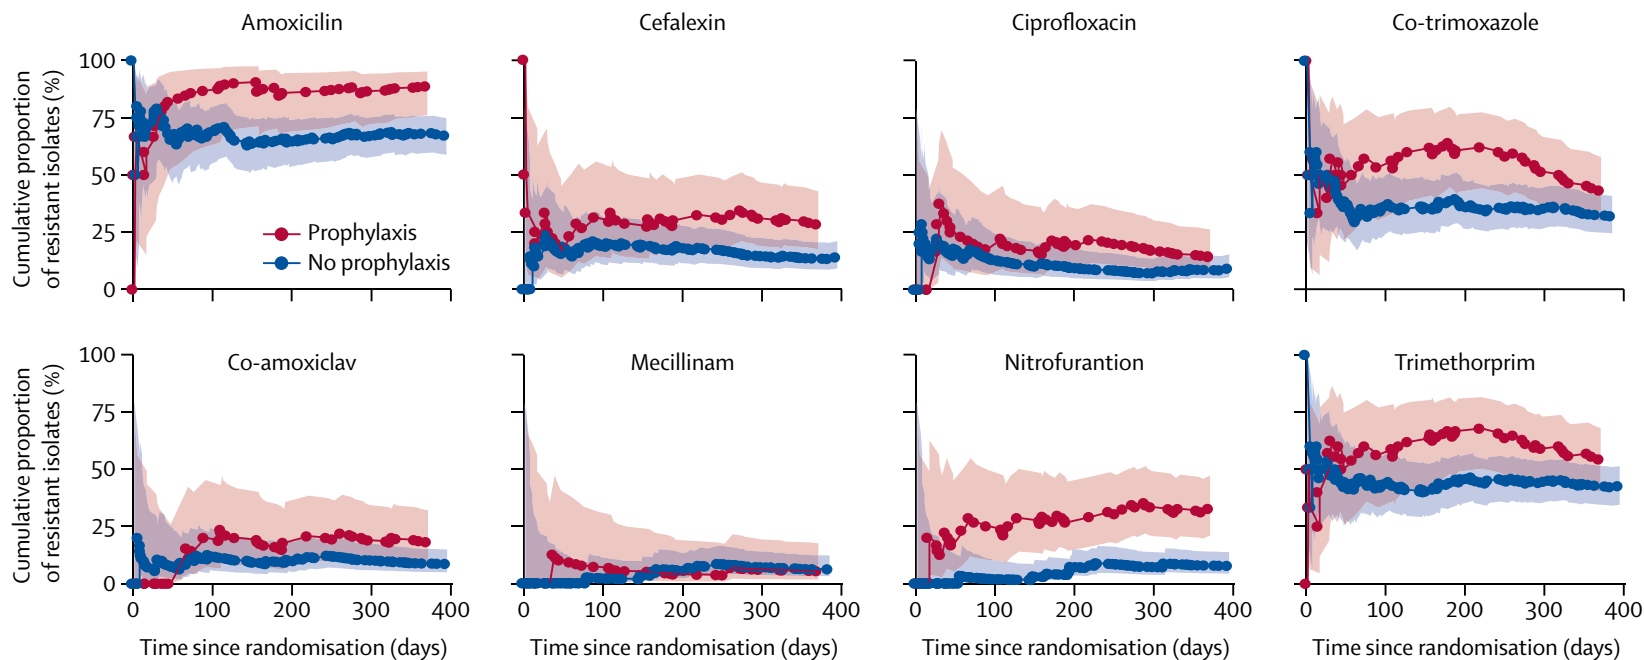 Amoxicilin
Cefalexin
Ciprofloxacin
Co-trimoxazole
Cumulative proportion
of resistant isolates (%)
100
75
50
25
0
Prophylaxis
No prophylaxis
Co-amoxiclav
Mecillinam
Nitrofurantion
Trimethorprim
Cumulative proportion
of resistant isolates (%)
100
75
50
25
0
0 100 200 300 400
0 100 200 300 400
0 100 200 300 400
0 100 200 300 400
Time since randomisation (days)
Time since randomisation (days)
Time since randomisation (days)
Time since randomisation (days)